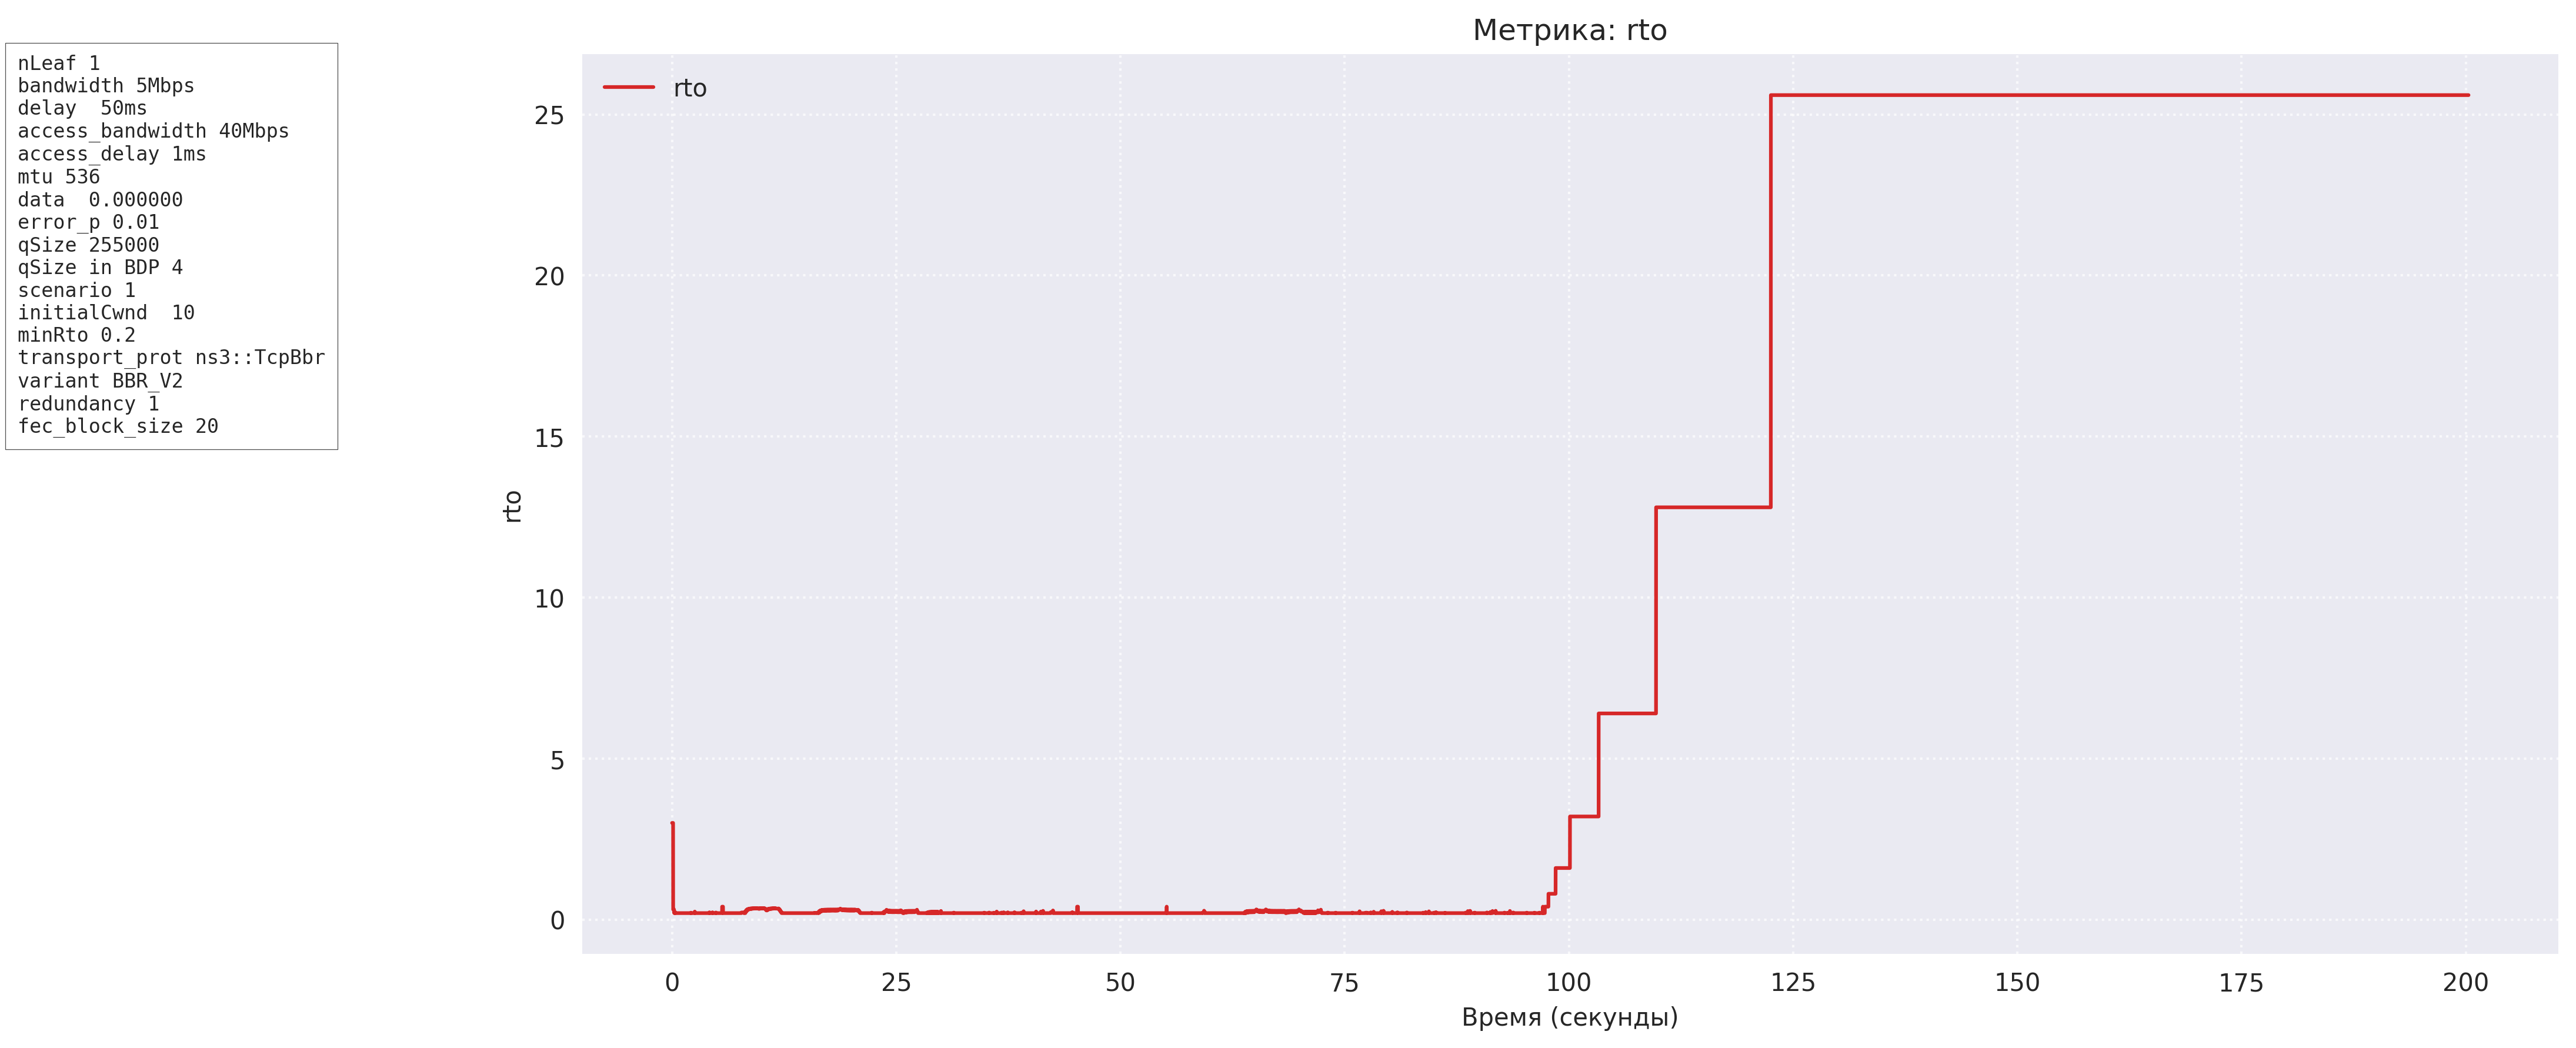 Метрика: rto
nLeaf 1
bandwidth 5Mbps
delay  50ms
access_bandwidth 40Mbps
access_delay 1ms
mtu 536
data  0.000000
error_p 0.01
qSize 255000
qSize in BDP 4
scenario 1
initialCwnd  10
minRto 0.2
transport_prot ns3::TcpBbr
variant BBR_V2
redundancy 1
fec_block_size 20
rto
25
20
15
10
5
0
rto
0 25 50 75 100 125 150 175 200
Время (секунды)